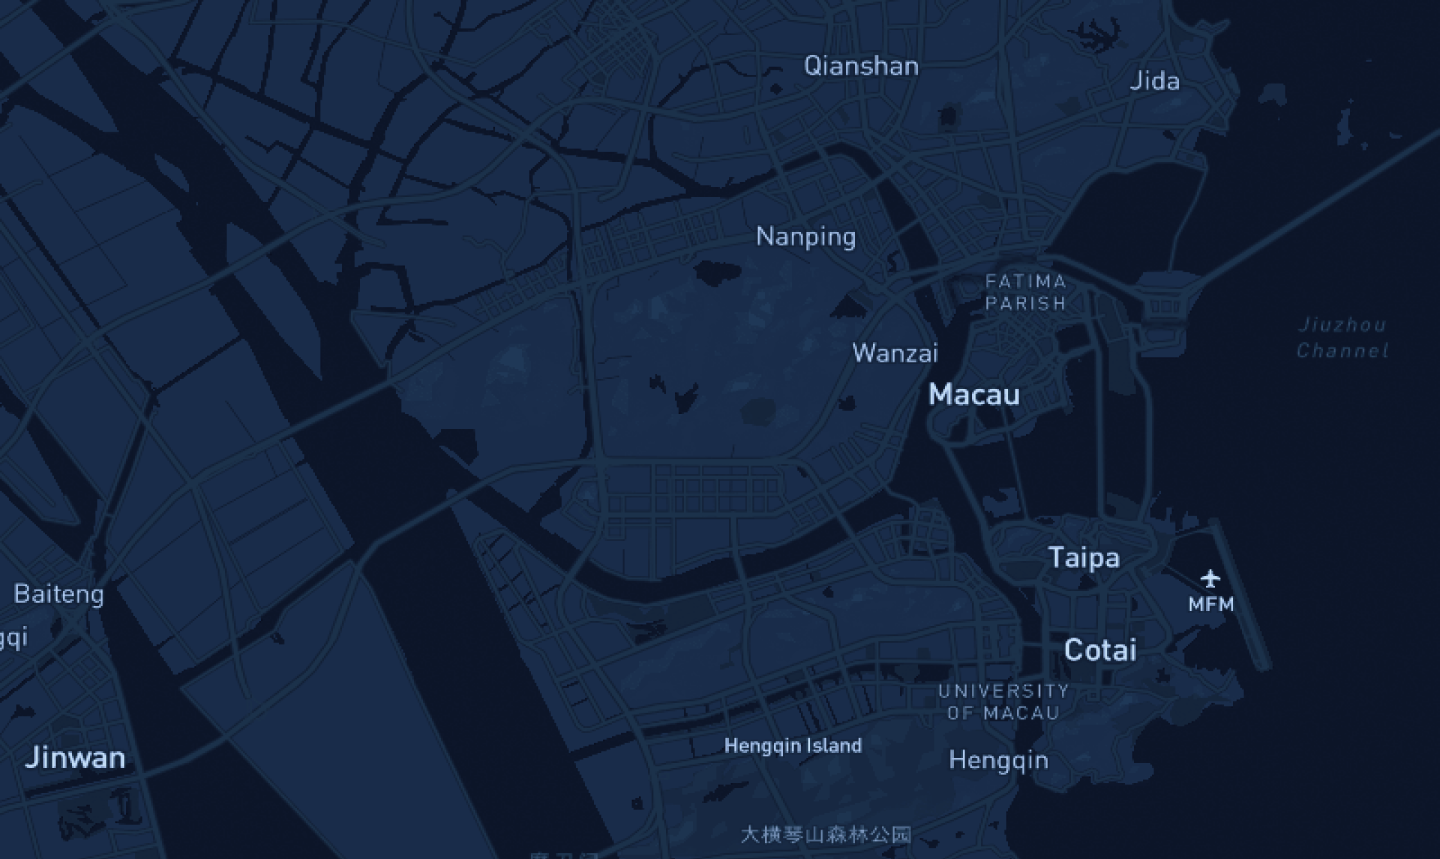 Qianshan
Jida
Nanping
FATIMA
PARISH
Jiuzhou
Channel
Wanzai
Macau
Taipa
MFM
Baiteng
gqi
Cotai
UNIVERSITY
OF MACAU
Hengqin Island
Jinwan
Hengqin
大横琴山森林公园